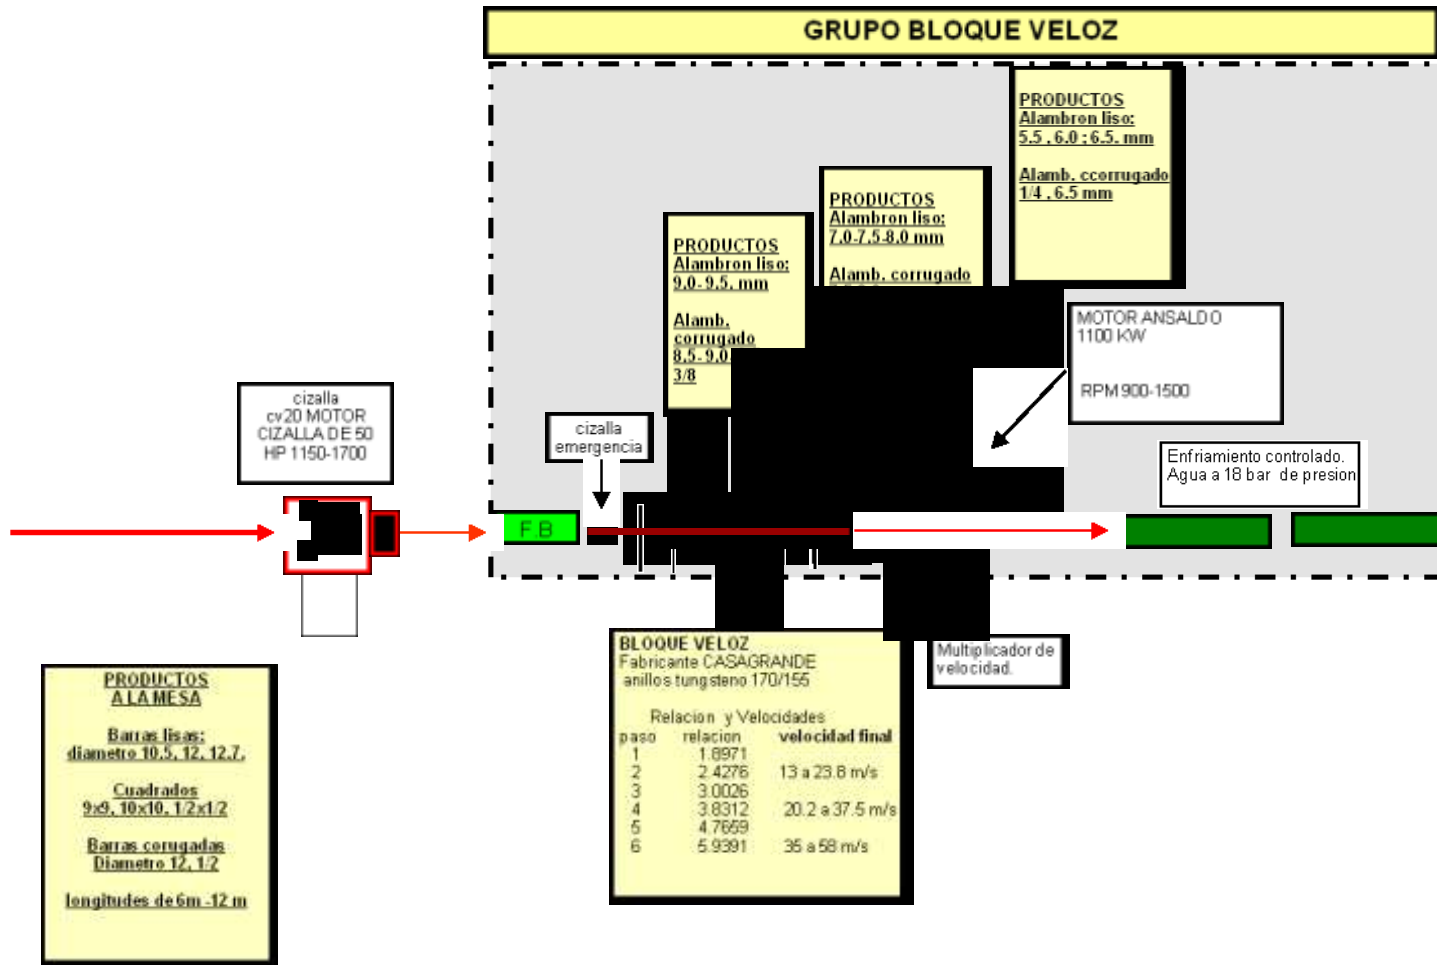 GRUPO BLOQUE VELOZ
PRODUCTOS
Alambron liso:
5.5 , 6.0 ; 6.5. mm
Alamb. ccorrugado
1/4 . 6.5 mm
PRODUCTOS
Alambron liso:
7.0-7.5-8.0 mm
Alamb. corrugado
PRODUCTOS
Alambron liso:
9.0- 9.5. mm
Alamb.
corrugado
8.5- 9.0-
3/8
MOTOR ANSALDO
1100 KW
RPM 900-1500
cizalla
cv20 MOTOR
CIZALLA DE 50
HP 1150-1700
cizalla
emergencia
Enfriamiento controlado.
Agua a 18 bar de presion
F.B
BLOQUE VELOZ
Fabricante CASAGRANDE
anillos tungsteno 170/155
Relacion y Velocidades
paso relacion velocidad final
1 1.8971
2 2.4276 13 a 23.8 m/s
3 3.0026
4 3.8312 20.2 a 37.5 m/s
5 4.7659
6 5.9391 35 a 58 m/s
Multiplicador de
velocidad.
PRODUCTOS
A LA MESA
Barras lisas:
diametro 10.5, 12, 12.7,
Cuadrados
9x9, 10x10, 1/2x1/2
Barras corugadas
Diametro 12, 1/2
longitudes de 6m -12 m